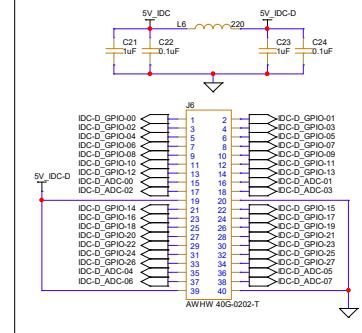 5V_IDC L6 220 5V_IDC-D
C21 C22 C23 C24
1uF 0.1uF 1uF 0.1uF
J6
IDC-D_GPIO-00 1 2 IDC-D_GPIO-01
IDC-D_GPIO-02 3 4 IDC-D_GPIO-03
IDC-D_GPIO-04 5 6 IDC-D_GPIO-05
IDC-D_GPIO-06 7 8 IDC-D_GPIO-07
IDC-D_GPIO-08 9 10 IDC-D_GPIO-09
IDC-D_GPIO-10 11 12 IDC-D_GPIO-11
IDC-D_GPIO-12 13 14 IDC-D_GPIO-13
IDC-D_ADC-00 15 16 IDC-D_ADC-01
5V_IDC-D IDC-D_ADC-02 17 18 IDC-D_ADC-03
19 20
IDC-D_GPIO-14 21 22 IDC-D_GPIO-15
IDC-D_GPIO-16 23 24 IDC-D_GPIO-17
IDC-D_GPIO-18 25 26 IDC-D_GPIO-19
IDC-D_GPIO-20 27 28 IDC-D_GPIO-21
IDC-D_GPIO-22 29 30 IDC-D_GPIO-23
IDC-D_GPIO-24 31 32 IDC-D_GPIO-25
IDC-D_GPIO-26 33 34 IDC-D_GPIO-27
IDC-D_ADC-04 35 36 IDC-D_ADC-05
IDC-D_ADC-06 37 38 IDC-D_ADC-07
39 40
AWHW 40G-0202-T